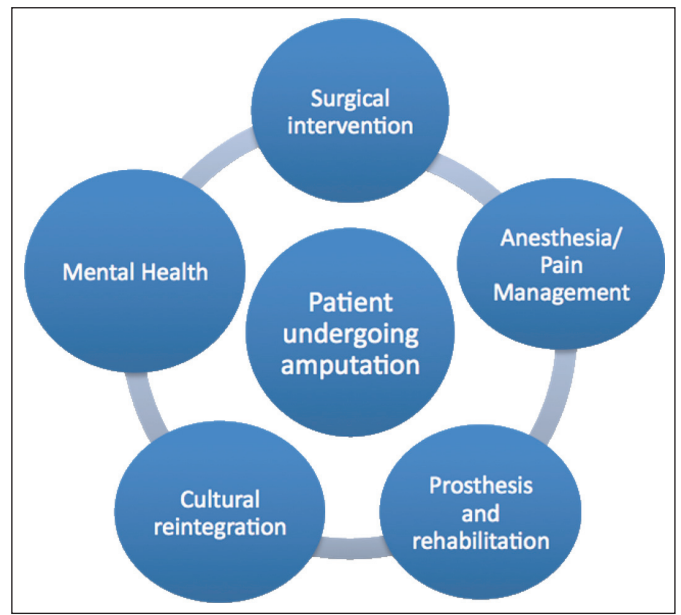 Surgical
intervention
Anesthesia/
Pain
Management
Mental Health
Patient
undergoing
amputation
Cultural
reintegration
Prosthesis
and
rehabilitation